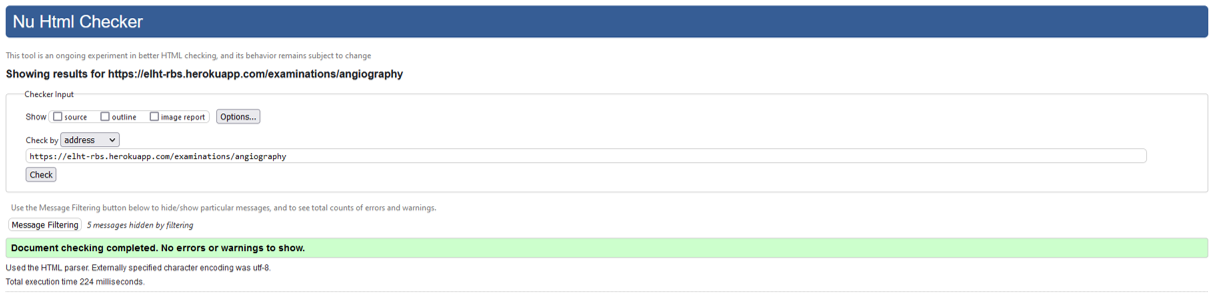 Nu Html Checker
This tool is an ongoing experiment in better HTML checking, and its behavior remains subject to change
Showing results for https://elht-rbs.herokuapp.com/examinations/angiography
Checker Input
Show source outline image report Options...
Check by address
https://elht-rbs.herokuapp.com/examinations/angiography
Check
Use the Message Filtering button below to hide/show particular messages, and to see total counts of errors and warnings.
Message Filtering 5 messages hidden by filtering
Document checking completed. No errors or warnings to show.
Used the HTML parser. Externally specified character encoding was utf-8.
Total execution time 224 milliseconds.